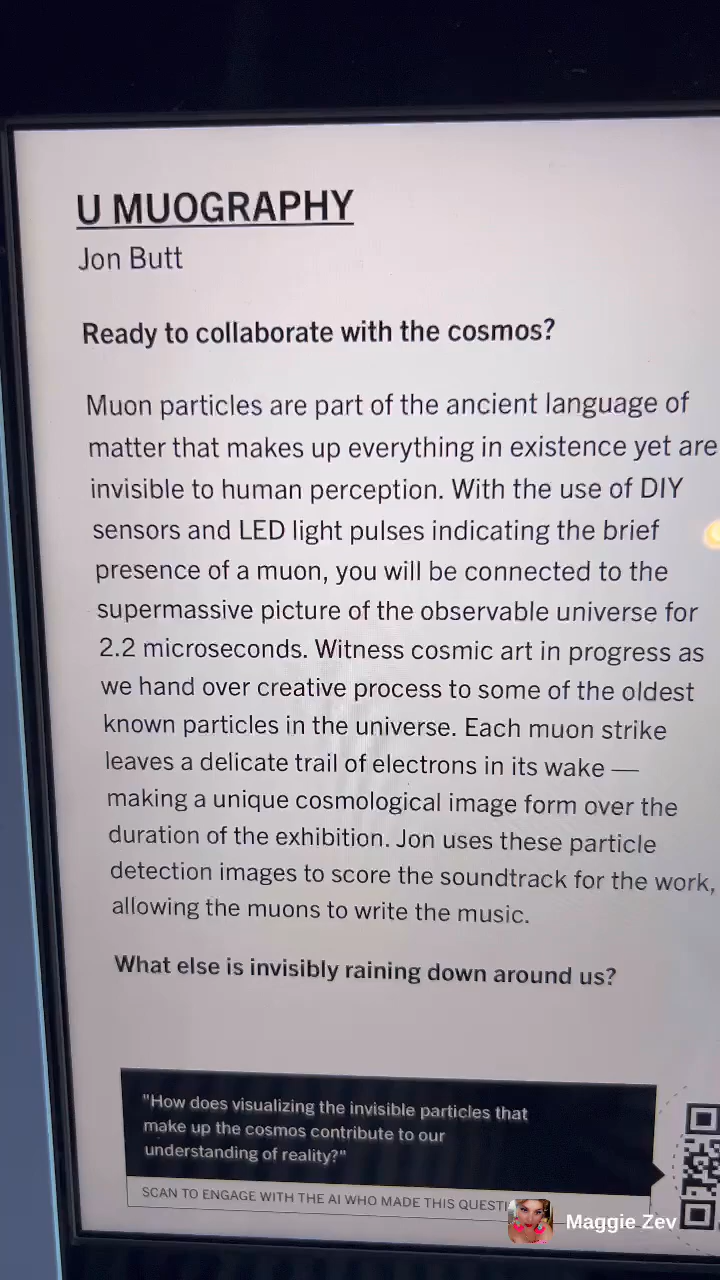 U MUOGRAPHY
Jon Butt
Ready to collaborate with the cosmos?
Muon particles are part of the ancient language of
matter that makes up everything in existence yet are
invisible to human perception. With the use of DIY
sensors and LED light pulses indicating the brief
presence of a muon, you will be connected to the
supermassive picture of the observable universe for
2.2 microseconds. Witness cosmic art in progress as
we hand over creative process to some of the oldest
known particles in the universe. Each muon strike
leaves a delicate trail of electrons in its wake —
making a unique cosmological image form over the
duration of the exhibition. Jon uses these particle
detection images to score the soundtrack for the work,
allowing the muons to write the music.
What else is invisibly raining down around us?
"How does visualizing the invisible particles that
make up the cosmos contribute to our
understanding of reality?"
SCAN TO ENGAGE WITH THE AI WHO MADE THIS
Maggie Zev